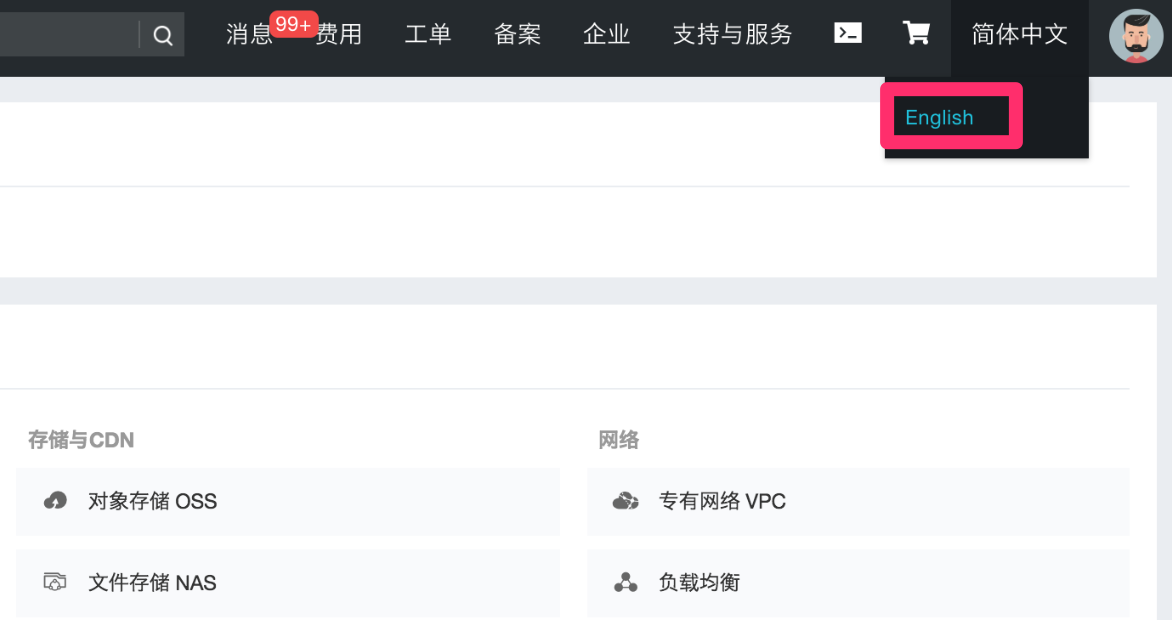 消息 99+ 费用 工单 备案 企业 支持与服务 简体中文
English
存储与CDN 网络
对象存储 OSS 专有网络 VPC
文件存储 NAS 负载均衡